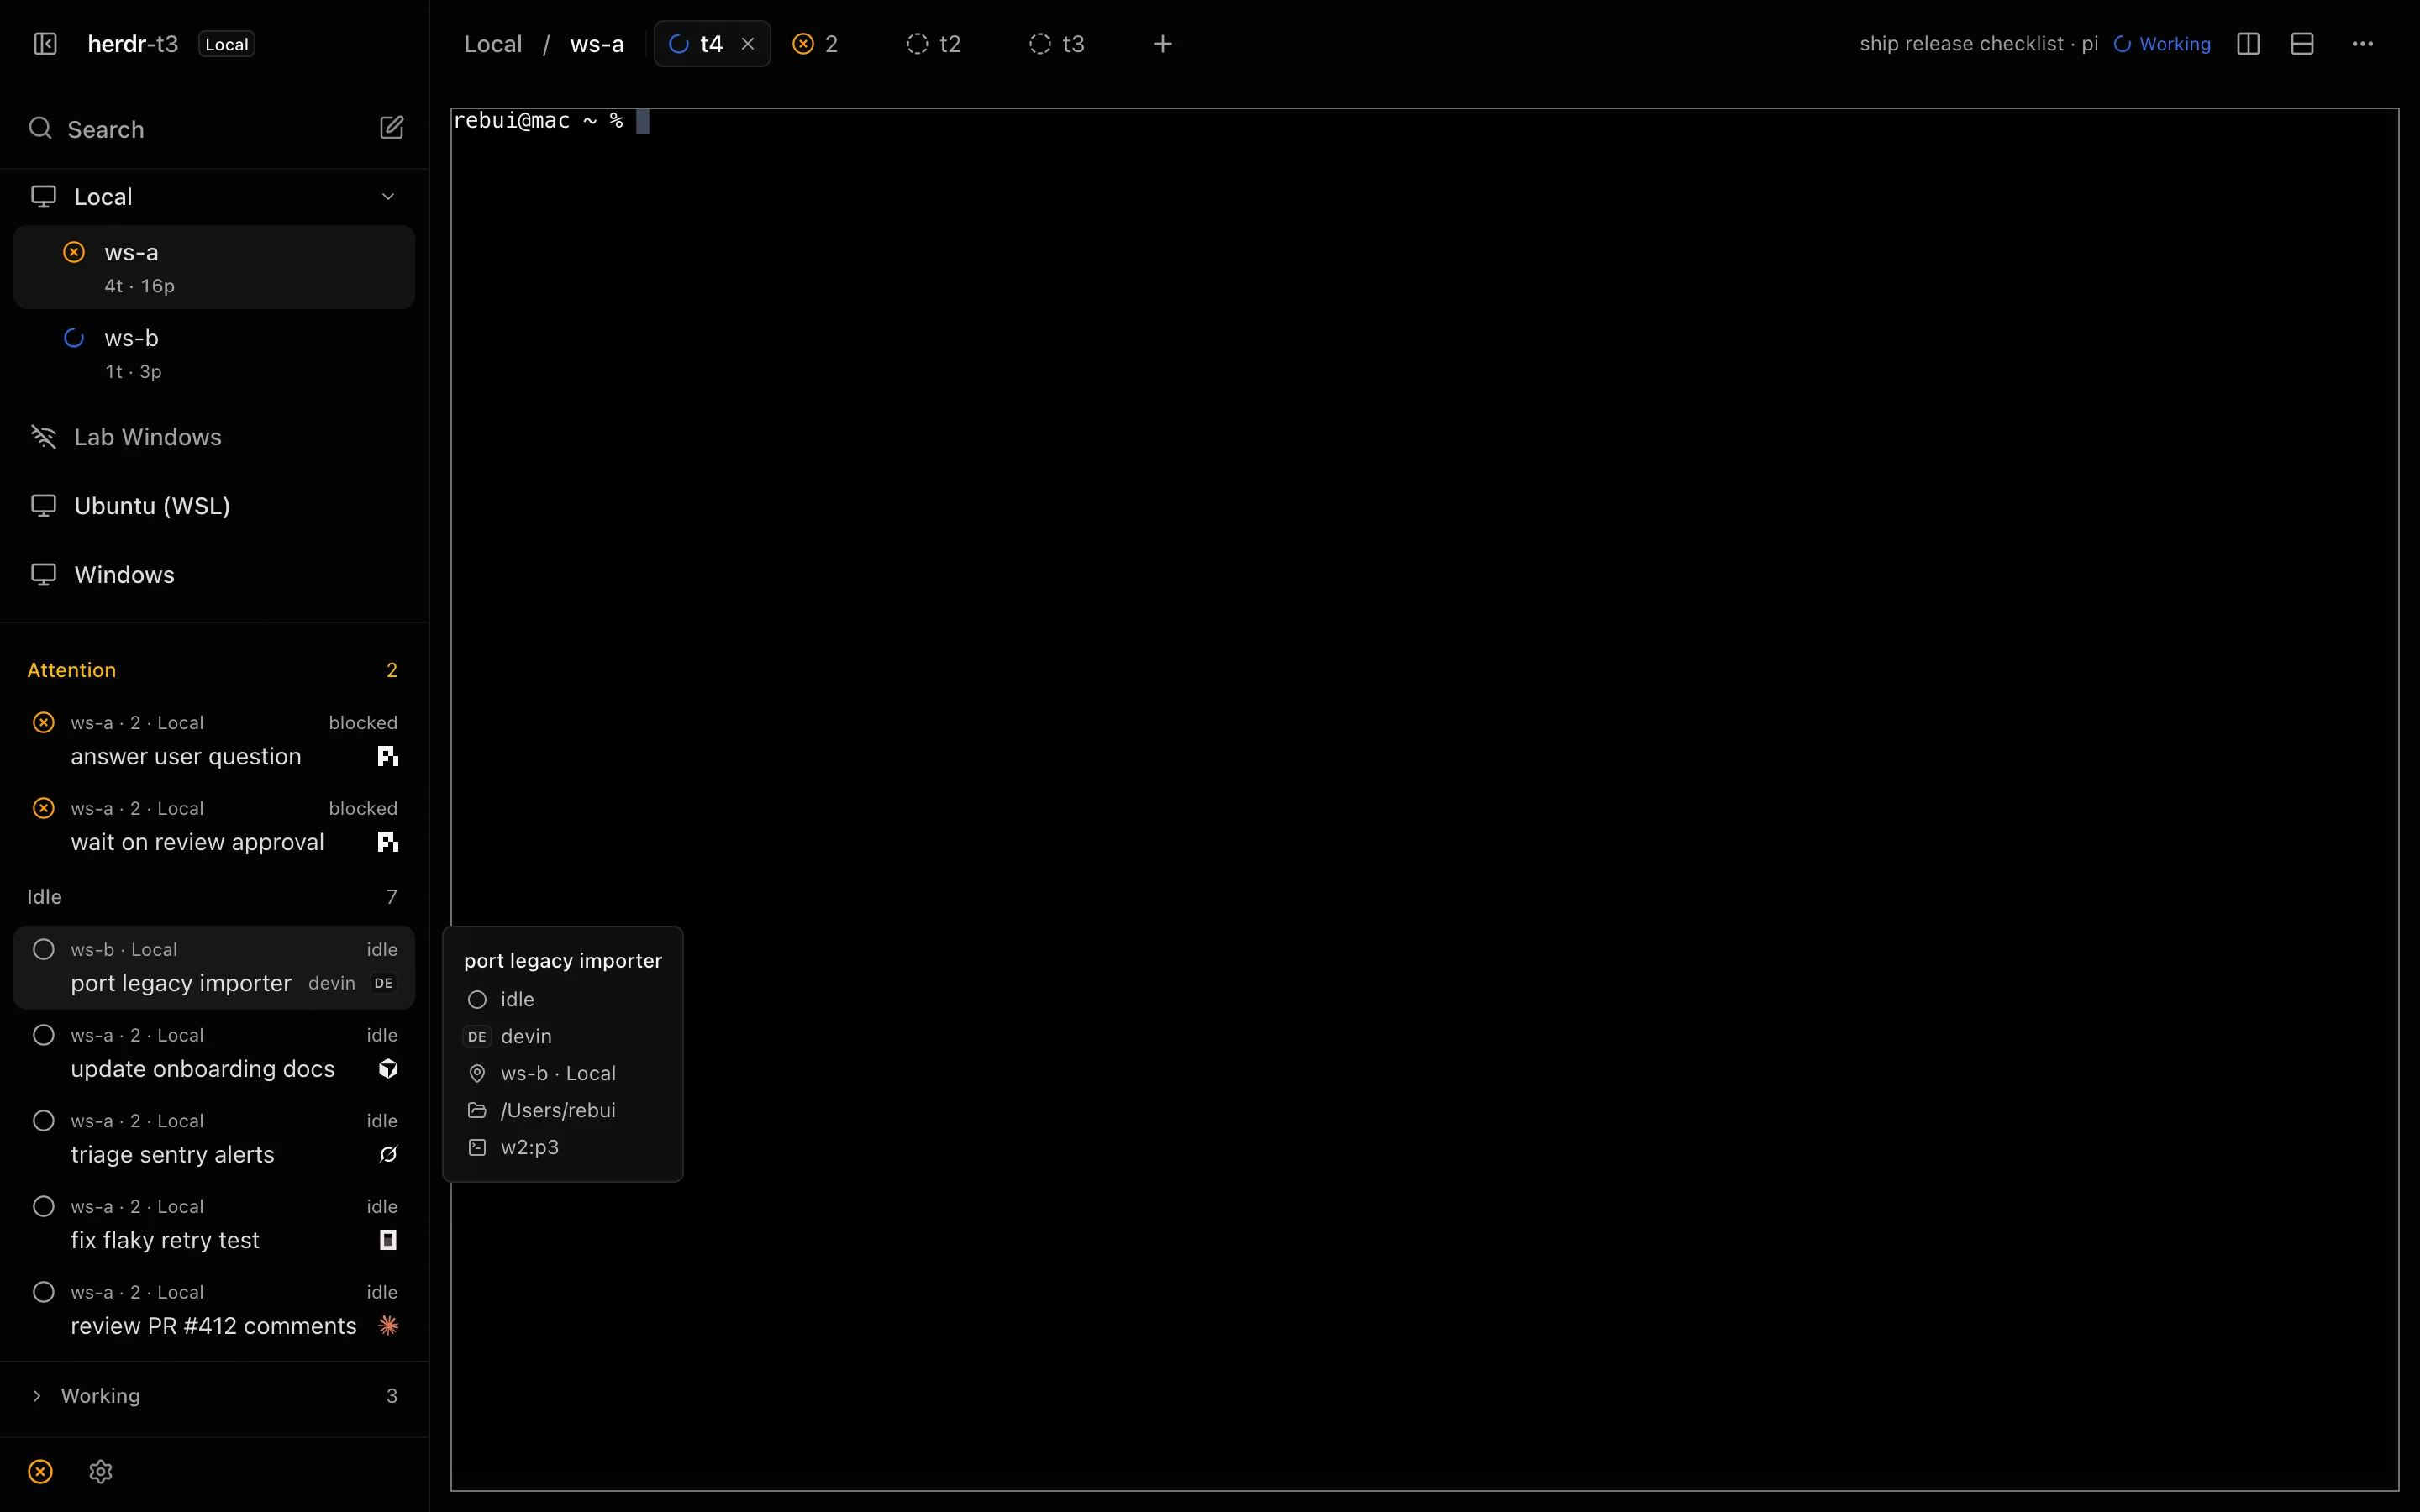 herdr-t3 Local
Search
Local
ws-a
4t · 16p
ws-b
1t · 3p
Lab Windows
Ubuntu (WSL)
Windows
Attention 2
ws-a · 2 · Local blocked
answer user question
ws-a · 2 · Local blocked
wait on review approval
Idle 7
ws-b · Local idle
port legacy importer devin DE
ws-a · 2 · Local idle
update onboarding docs
ws-a · 2 · Local idle
triage sentry alerts
ws-a · 2 · Local idle
fix flaky retry test
ws-a · 2 · Local idle
review PR #412 comments
Working 3
Local / ws-a t4 2 t2 t3
ship release checklist · pi Working
rebui@mac ~ %
port legacy importer
idle
DE devin
ws-b · Local
/Users/rebui
w2:p3